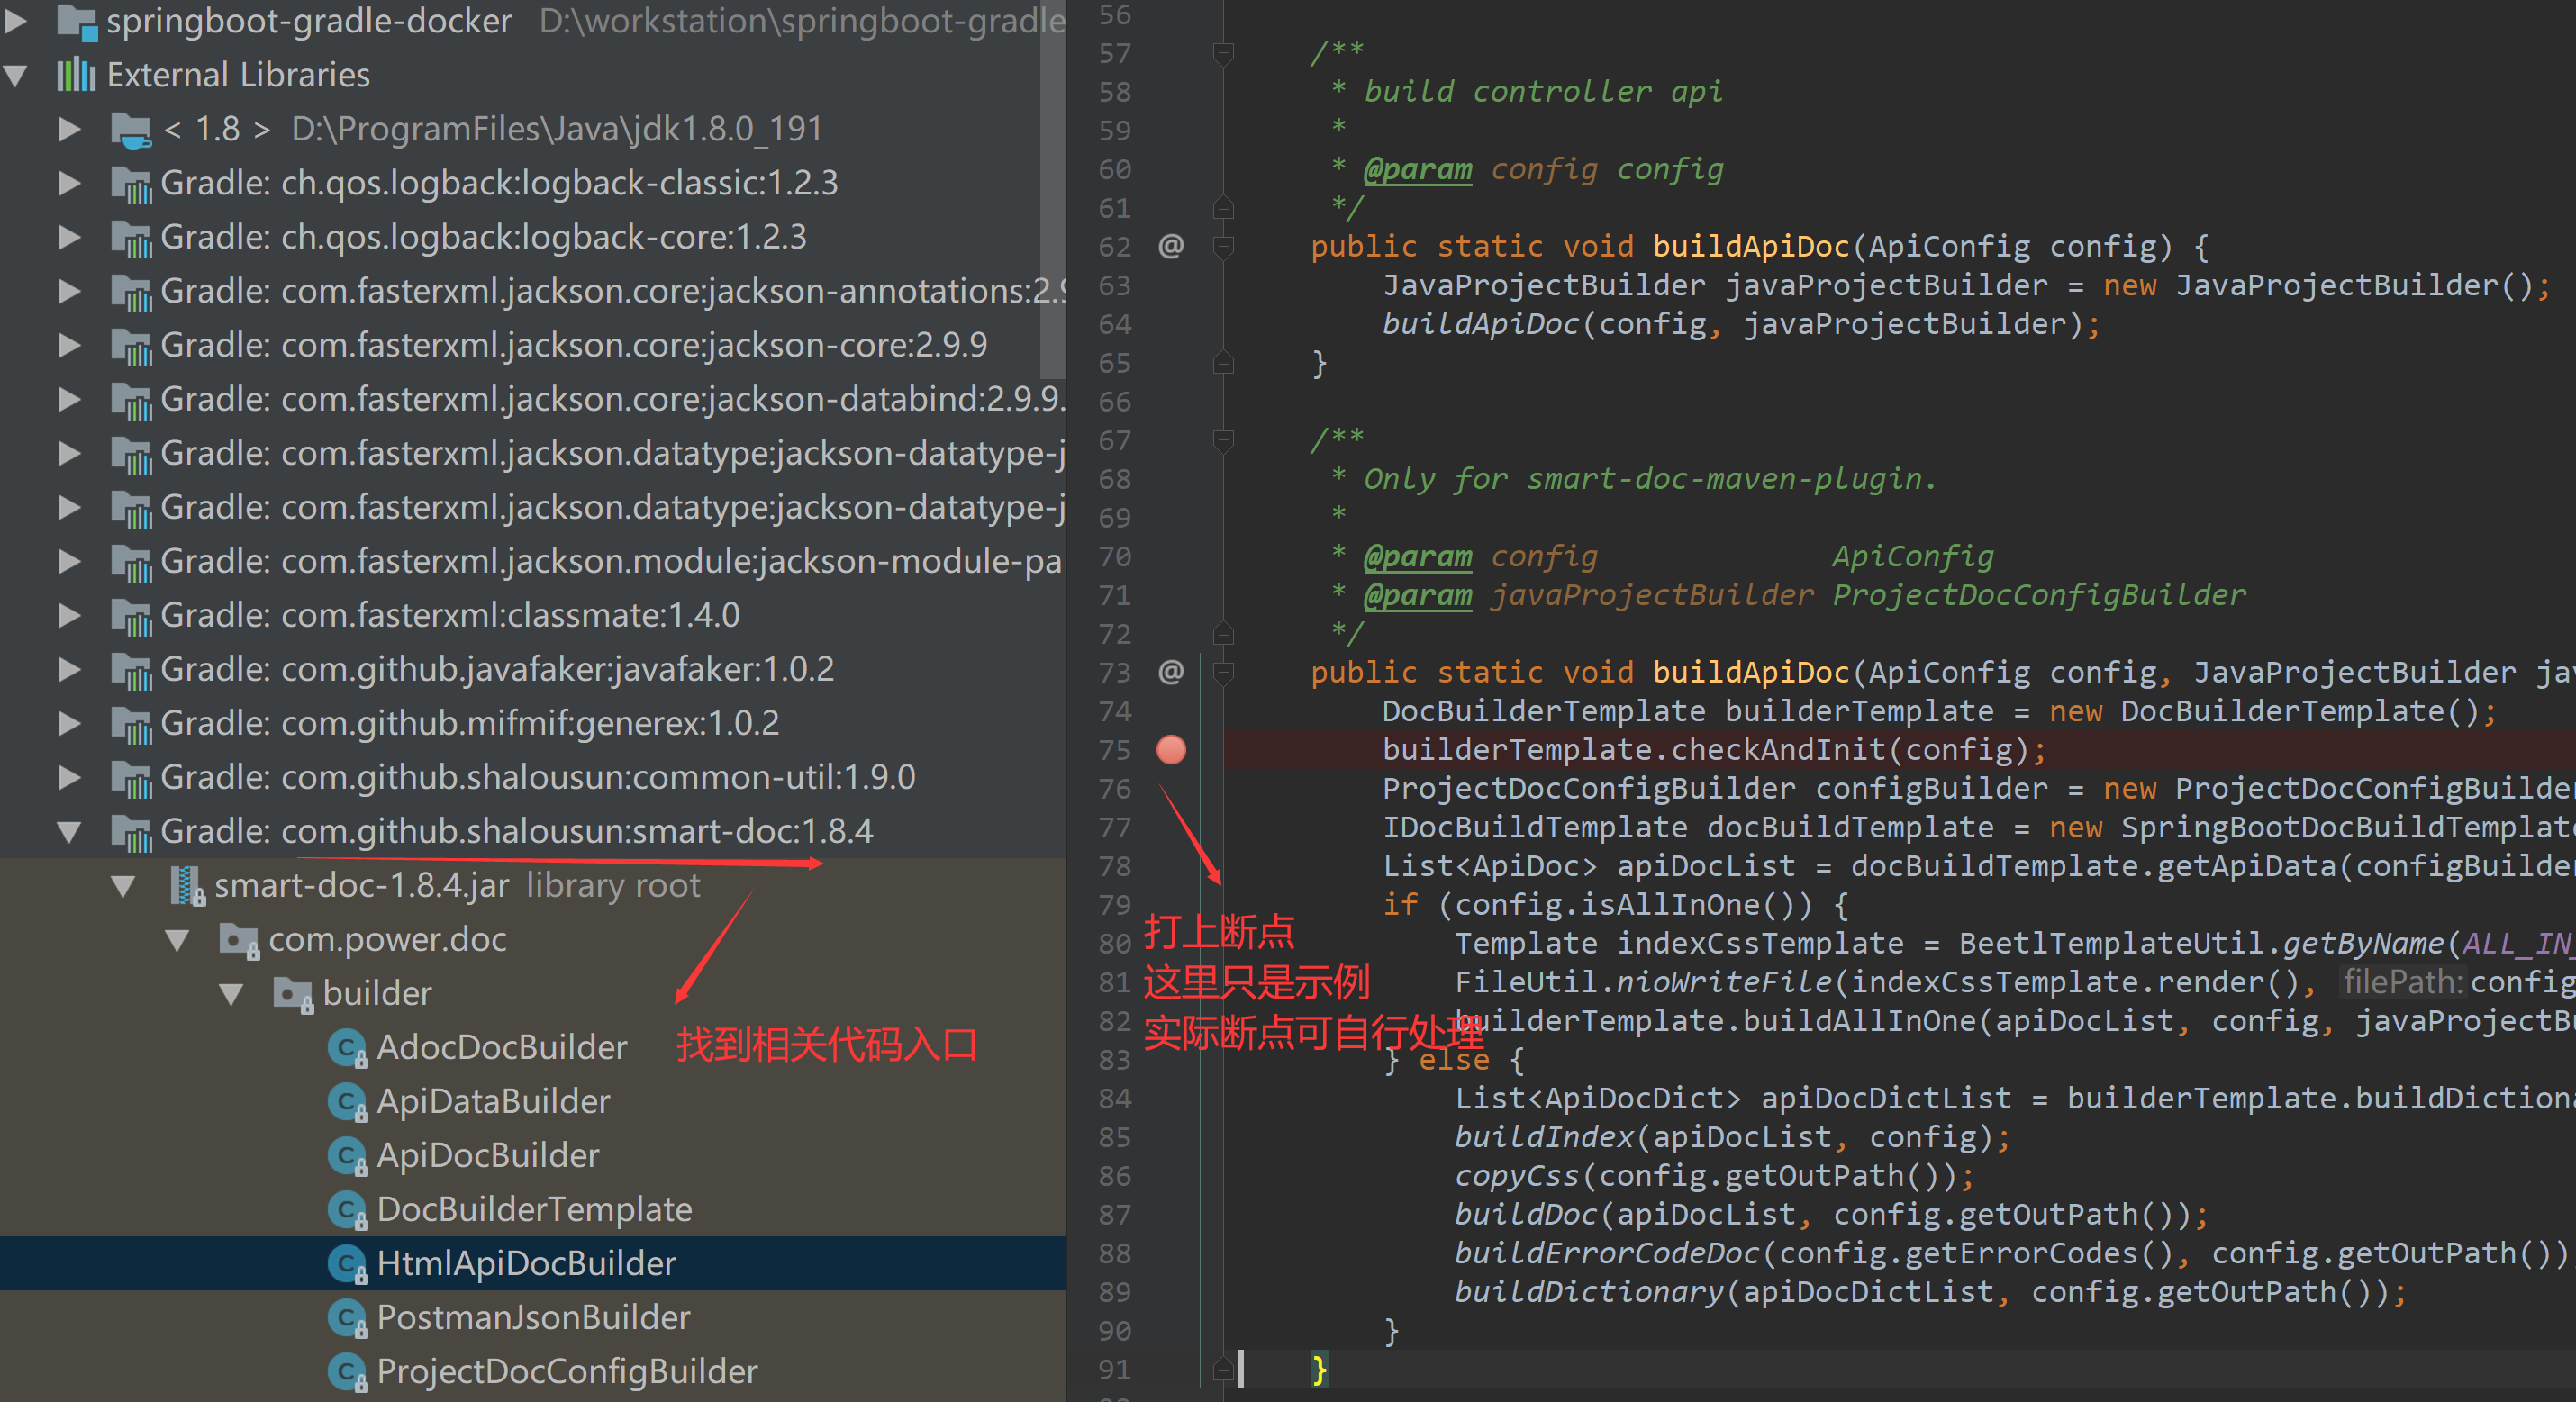 springboot-gradle-docker D:\workstation\springboot-gradle
External Libraries
< 1.8 > D:\ProgramFiles\Java\jdk1.8.0_191
Gradle: ch.qos.logback:logback-classic:1.2.3
Gradle: ch.qos.logback:logback-core:1.2.3
Gradle: com.fasterxml.jackson.core:jackson-annotations:2.9
Gradle: com.fasterxml.jackson.core:jackson-core:2.9.9
Gradle: com.fasterxml.jackson.core:jackson-databind:2.9.9.
Gradle: com.fasterxml.jackson.datatype:jackson-datatype-j
Gradle: com.fasterxml.jackson.datatype:jackson-datatype-j
Gradle: com.fasterxml.jackson.module:jackson-module-par
Gradle: com.fasterxml:classmate:1.4.0
Gradle: com.github.javafaker:javafaker:1.0.2
Gradle: com.github.mifmif:generex:1.0.2
Gradle: com.github.shalousun:common-util:1.9.0
Gradle: com.github.shalousun:smart-doc:1.8.4
smart-doc-1.8.4.jar library root
com.power.doc
builder
AdocDocBuilder
找到相关代码入口
ApiDataBuilder
ApiDocBuilder
DocBuilderTemplate
HtmlApiDocBuilder
PostmanJsonBuilder
ProjectDocConfigBuilder
56
57 /**
58 * build controller api
59 *
60 * @param config config
61 */
62 @ public static void buildApiDoc(ApiConfig config) {
63 JavaProjectBuilder javaProjectBuilder = new JavaProjectBuilder();
64 buildApiDoc(config, javaProjectBuilder);
65 }
66
67 /**
68 * Only for smart-doc-maven-plugin.
69 *
70 * @param config ApiConfig
71 * @param javaProjectBuilder ProjectDocConfigBuilder
72 */
73 @ public static void buildApiDoc(ApiConfig config, JavaProjectBuilder jav
74 DocBuilderTemplate builderTemplate = new DocBuilderTemplate();
75 builderTemplate.checkAndInit(config);
76 ProjectDocConfigBuilder configBuilder = new ProjectDocConfigBuilder
77 IDocBuildTemplate docBuildTemplate = new SpringBootDocBuildTemplate
78 List<ApiDoc> apiDocList = docBuildTemplate.getApiData(configBuilder
79 if (config.isAllInOne()) {
80 Template indexCssTemplate = BeetlTemplateUtil.getByName(ALL_IN_
81 FileUtil.nioWriteFile(indexCssTemplate.render(), filePath: config
82 builderTemplate.buildAllInOne(apiDocList, config, javaProjectBu
83 } else {
84 List<ApiDocDict> apiDocDictList = builderTemplate.buildDictiona
85 buildIndex(apiDocList, config);
86 copyCss(config.getOutPath());
87 buildDoc(apiDocList, config.getOutPath());
88 buildErrorCodeDoc(config.getErrorCodes(), config.getOutPath())
89 buildDictionary(apiDocDictList, config.getOutPath());
90 }
91 }
打上断点
这里只是示例
实际断点可自行处理